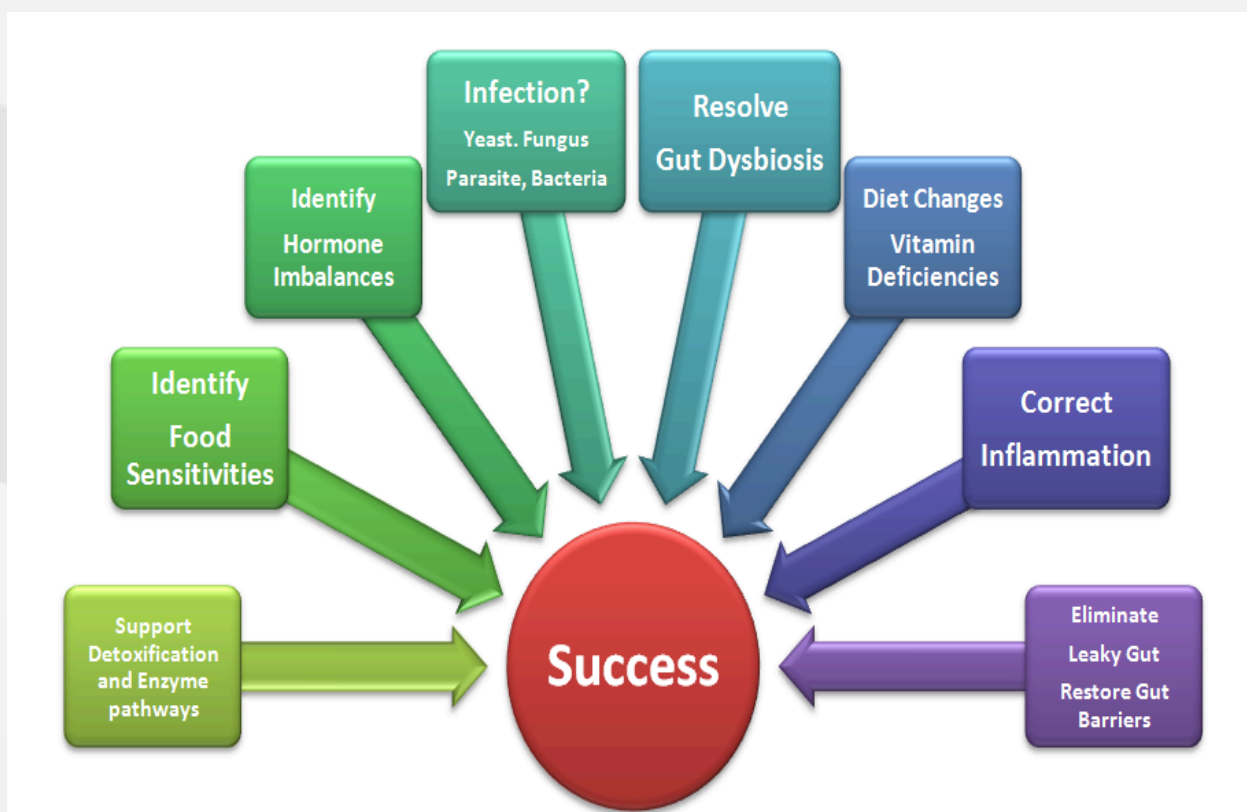 Support
Detoxification
and Enzyme
pathways
Identify
Food
Sensitivities
Identify
Hormone
Imbalances
Infection?
Yeast. Fungus
Parasite, Bacteria
Resolve
Gut Dysbiosis
Diet Changes
Vitamin
Deficiencies
Correct
Inflammation
Eliminate
Leaky Gut
Restore Gut
Barriers
Success